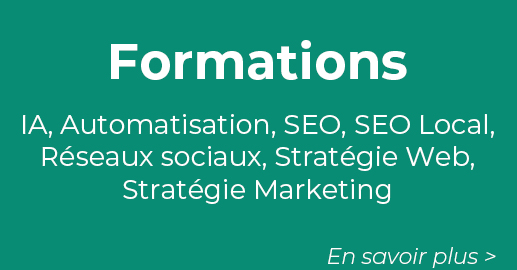 Formations
IA, Automatisation, SEO, SEO Local,
Réseaux sociaux, Stratégie Web,
Stratégie Marketing
En savoir plus >